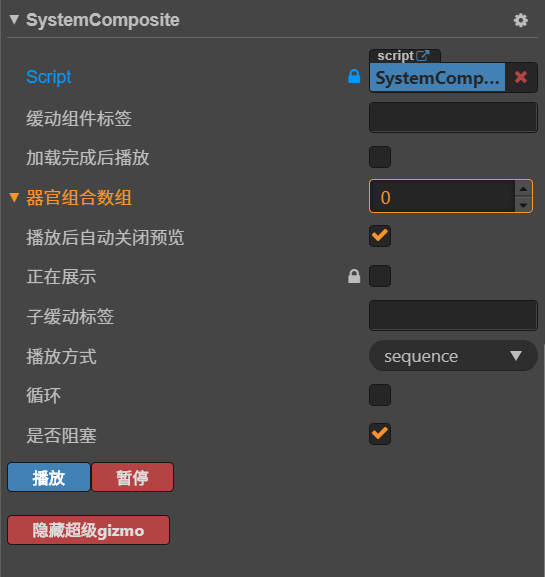 SystemComposite
script
Script SystemComp...
缓动组件标签
加载完成后播放
器官组合数组 0
播放后自动关闭预览
正在展示
子缓动标签
播放方式 sequence
循环
是否阻塞
播放 暂停
隐藏超级gizmo